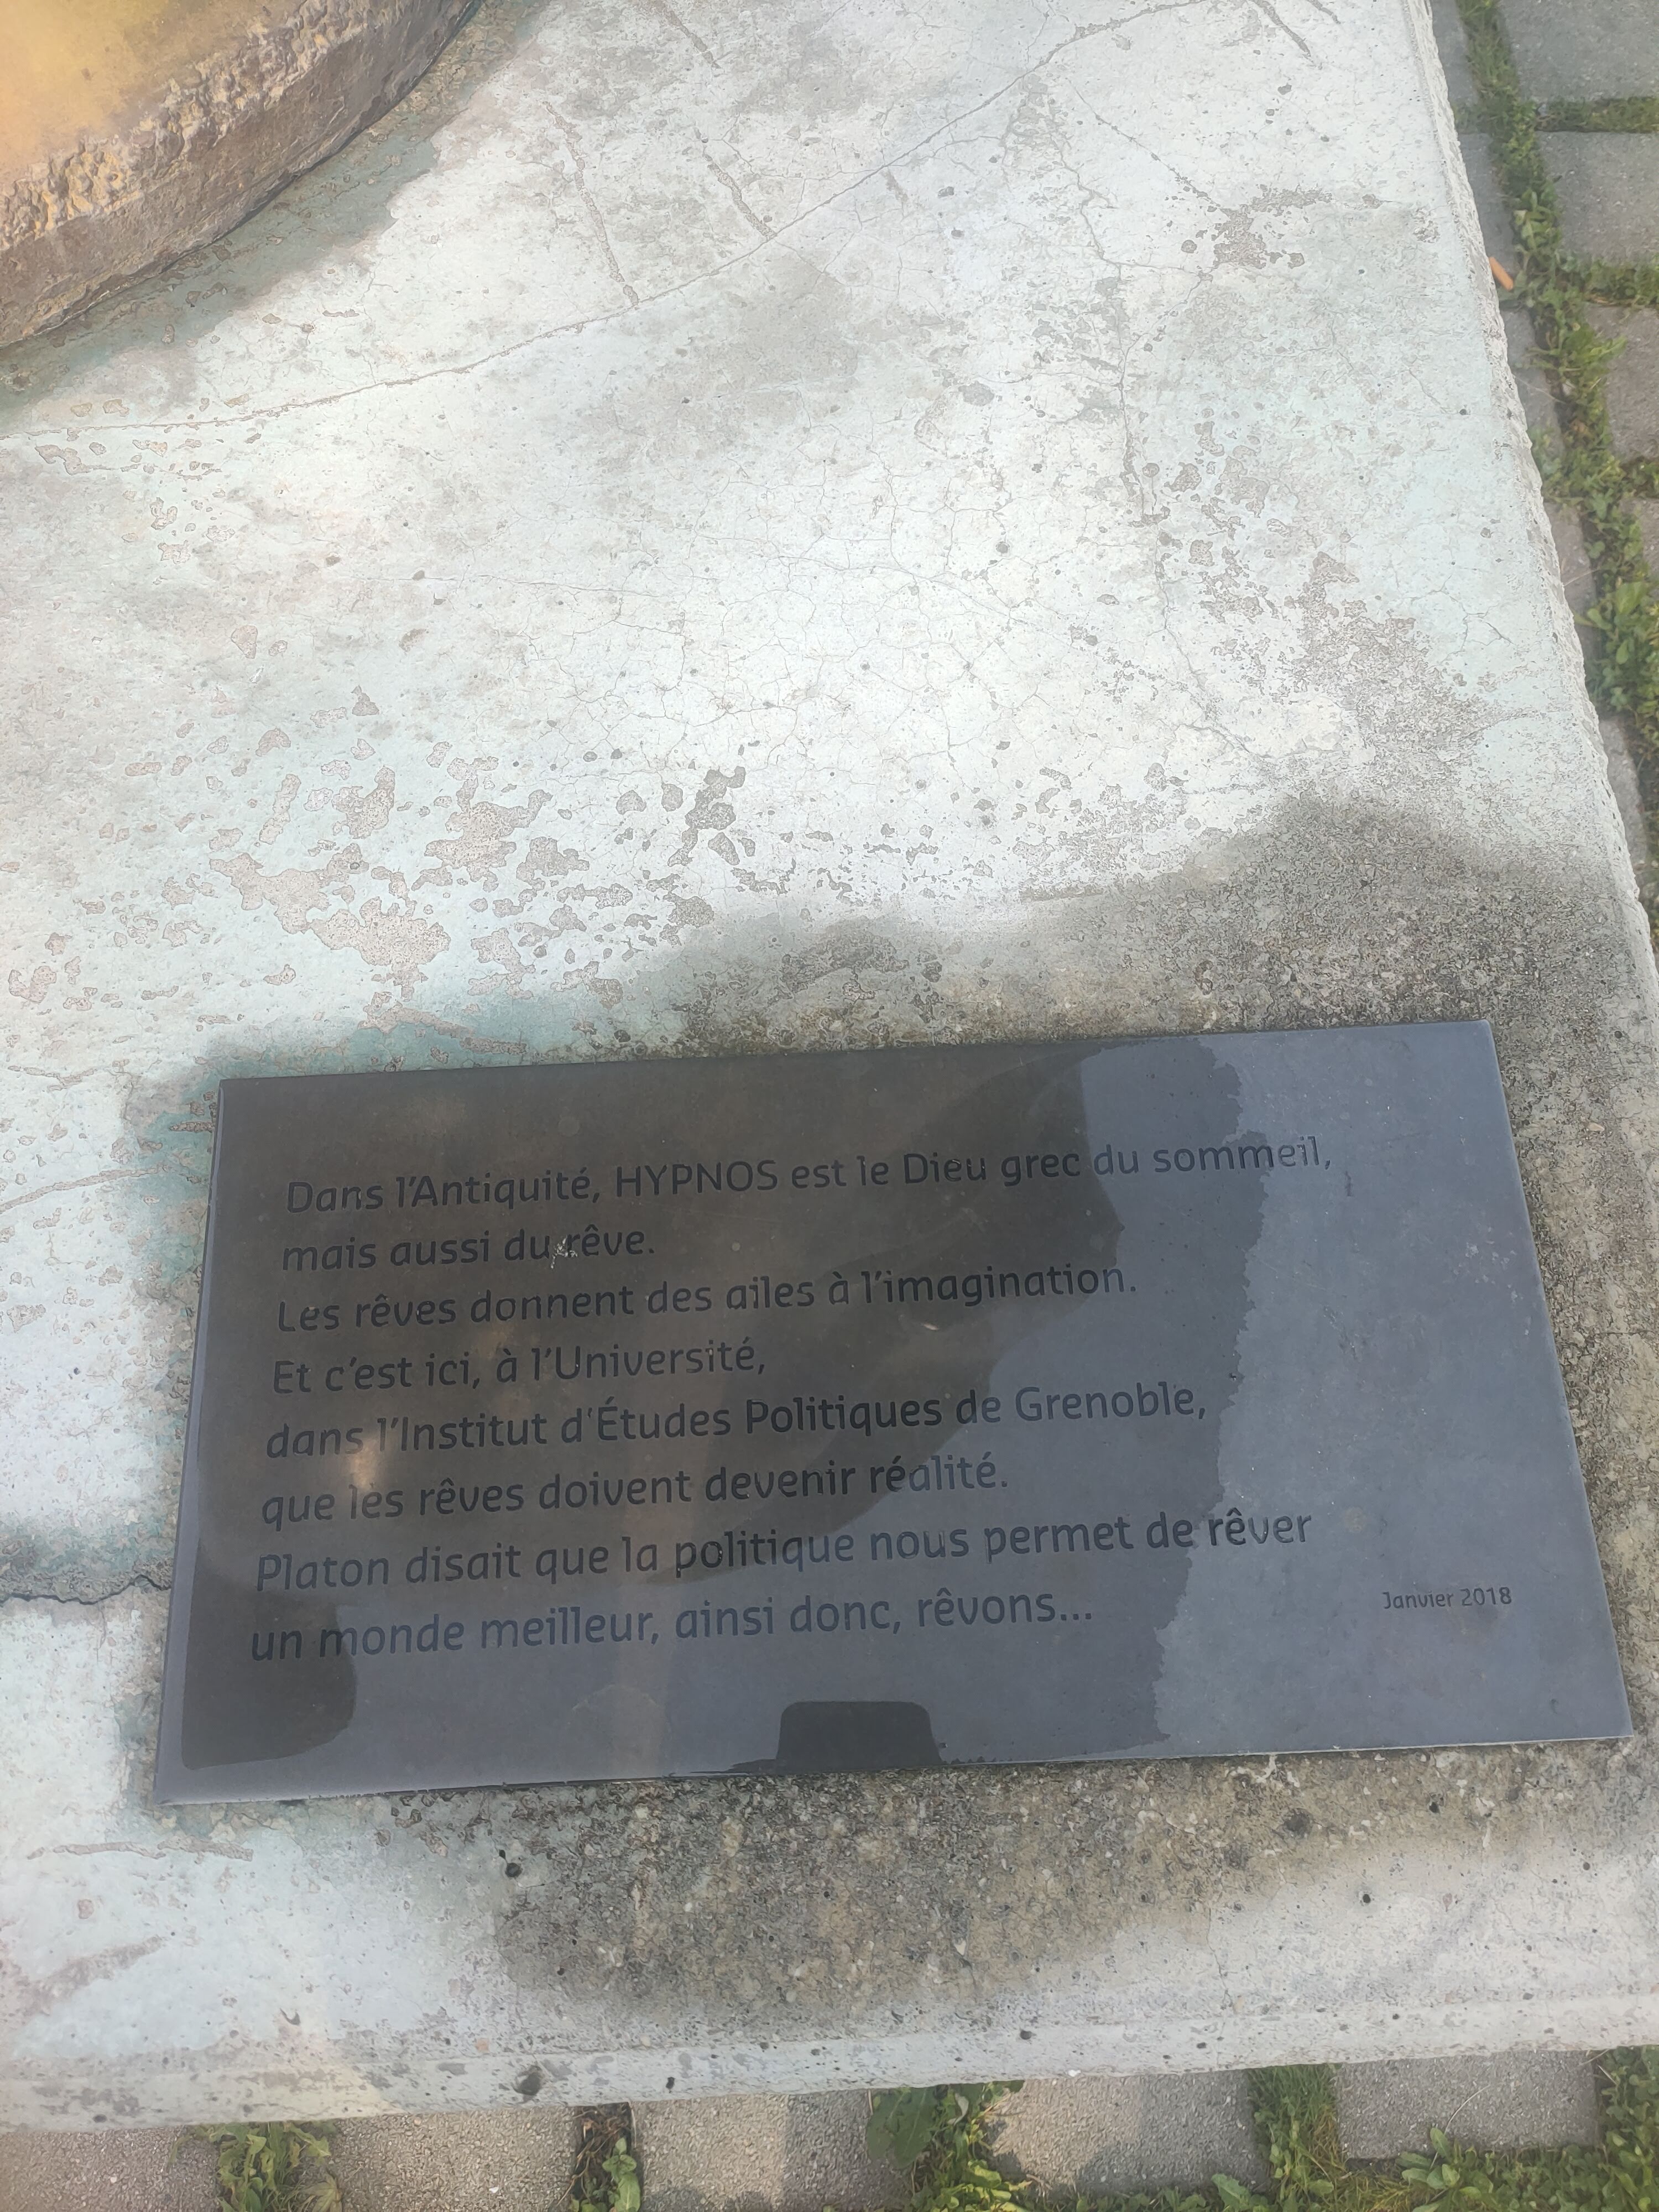 Dans l'Antiquité, HYPNOS est le Dieu grec du sommeil,
mais aussi du rêve.
Les rêves donnent des ailes à l'imagination.
Et c'est ici, à l'Université,
dans l'Institut d'Études Politiques de Grenoble,
que les rêves doivent devenir réalité.
Platon disait que la politique nous permet de rêver
un monde meilleur, ainsi donc, rêvons...
Janvier 2018